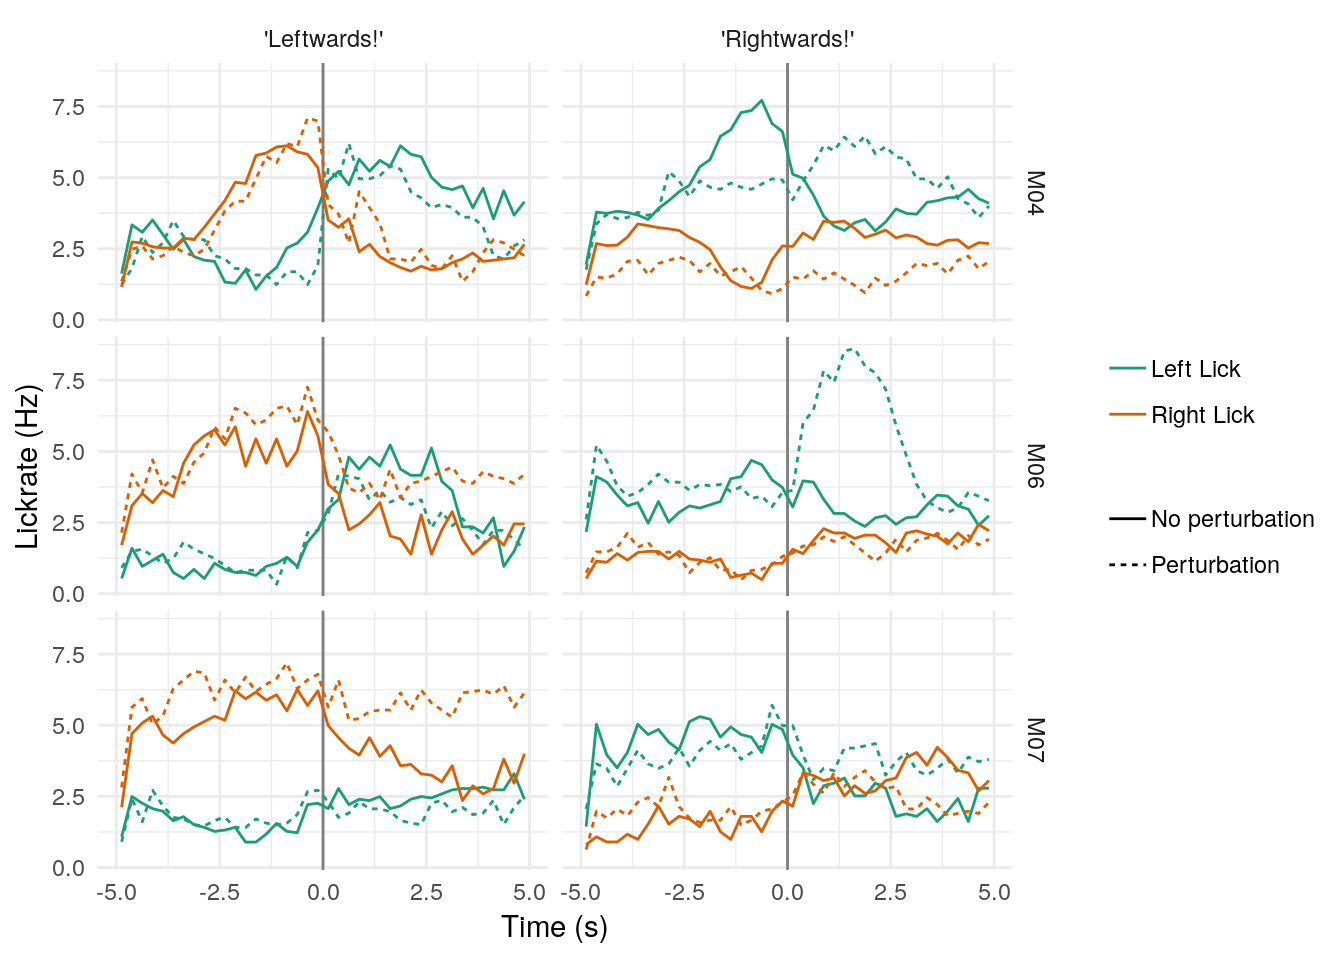 'Leftwards!' 'Rightwards!'
7.5
5.0
2.5
0.0
M04
7.5
5.0
2.5
0.0
M06
7.5
5.0
2.5
0.0
M07
-5.0 -2.5 0.0 2.5 5.0 -5.0 -2.5 0.0 2.5 5.0
Time (s)
Lickrate (Hz)
Left Lick
Right Lick
No perturbation
Perturbation